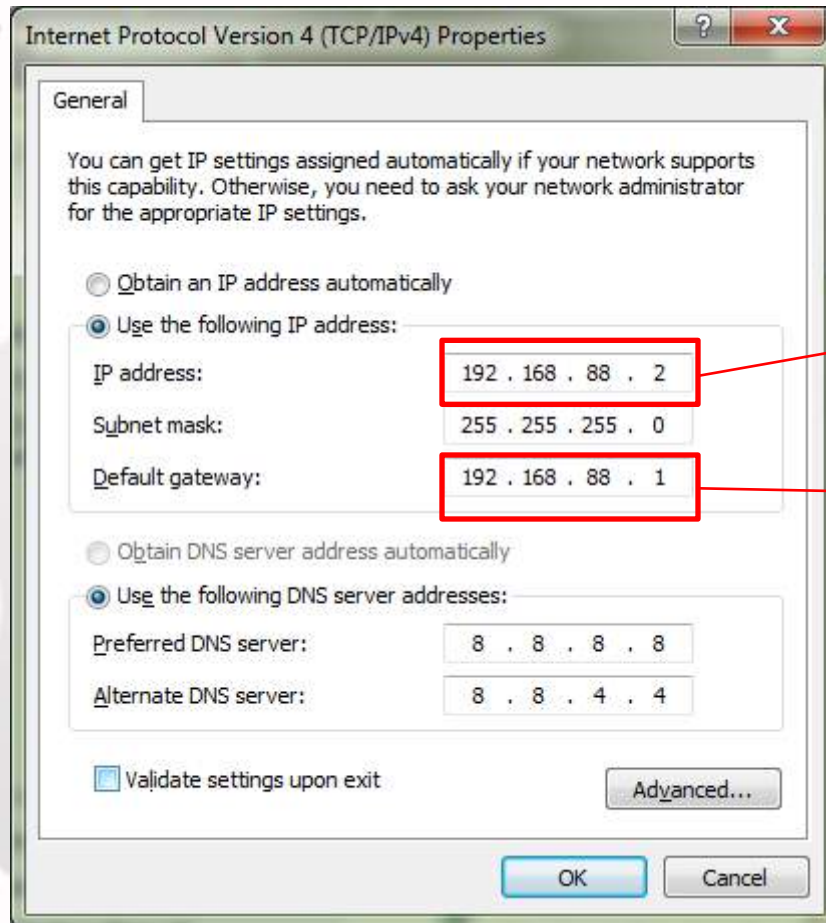 Internet Protocol Version 4 (TCP/IPv4) Properties
General
You can get IP settings assigned automatically if your network supports
this capability. Otherwise, you need to ask your network administrator
for the appropriate IP settings.
Obtain an IP address automatically
Use the following IP address:
IP address: 192 . 168 . 88 . 2
Subnet mask: 255 . 255 . 255 . 0
Default gateway: 192 . 168 . 88 . 1
Obtain DNS server address automatically
Use the following DNS server addresses:
Preferred DNS server: 8 . 8 . 8 . 8
Alternate DNS server: 8 . 8 . 4 . 4
Validate settings upon exit
Advanced...
OK Cancel